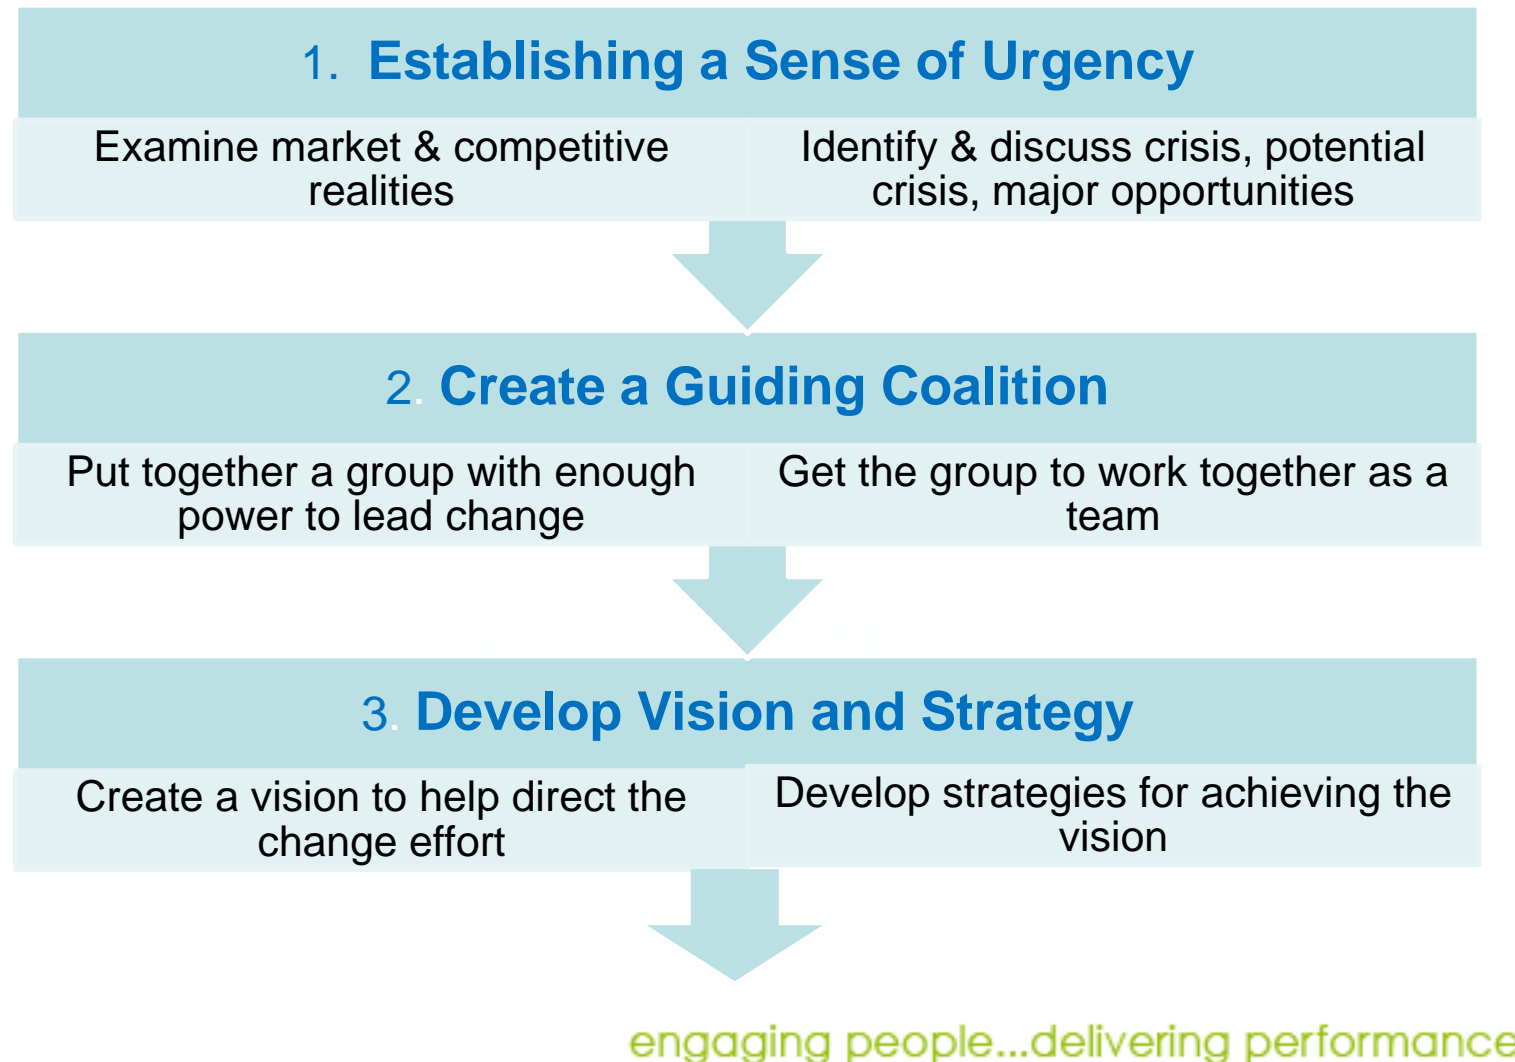 1. Establishing a Sense of Urgency
Examine market & competitive
realities
Identify & discuss crisis, potential
crisis, major opportunities
2. Create a Guiding Coalition
Put together a group with enough
power to lead change
Get the group to work together as a
team
3. Develop Vision and Strategy
Create a vision to help direct the
change effort
Develop strategies for achieving the
vision
engaging people...delivering performance